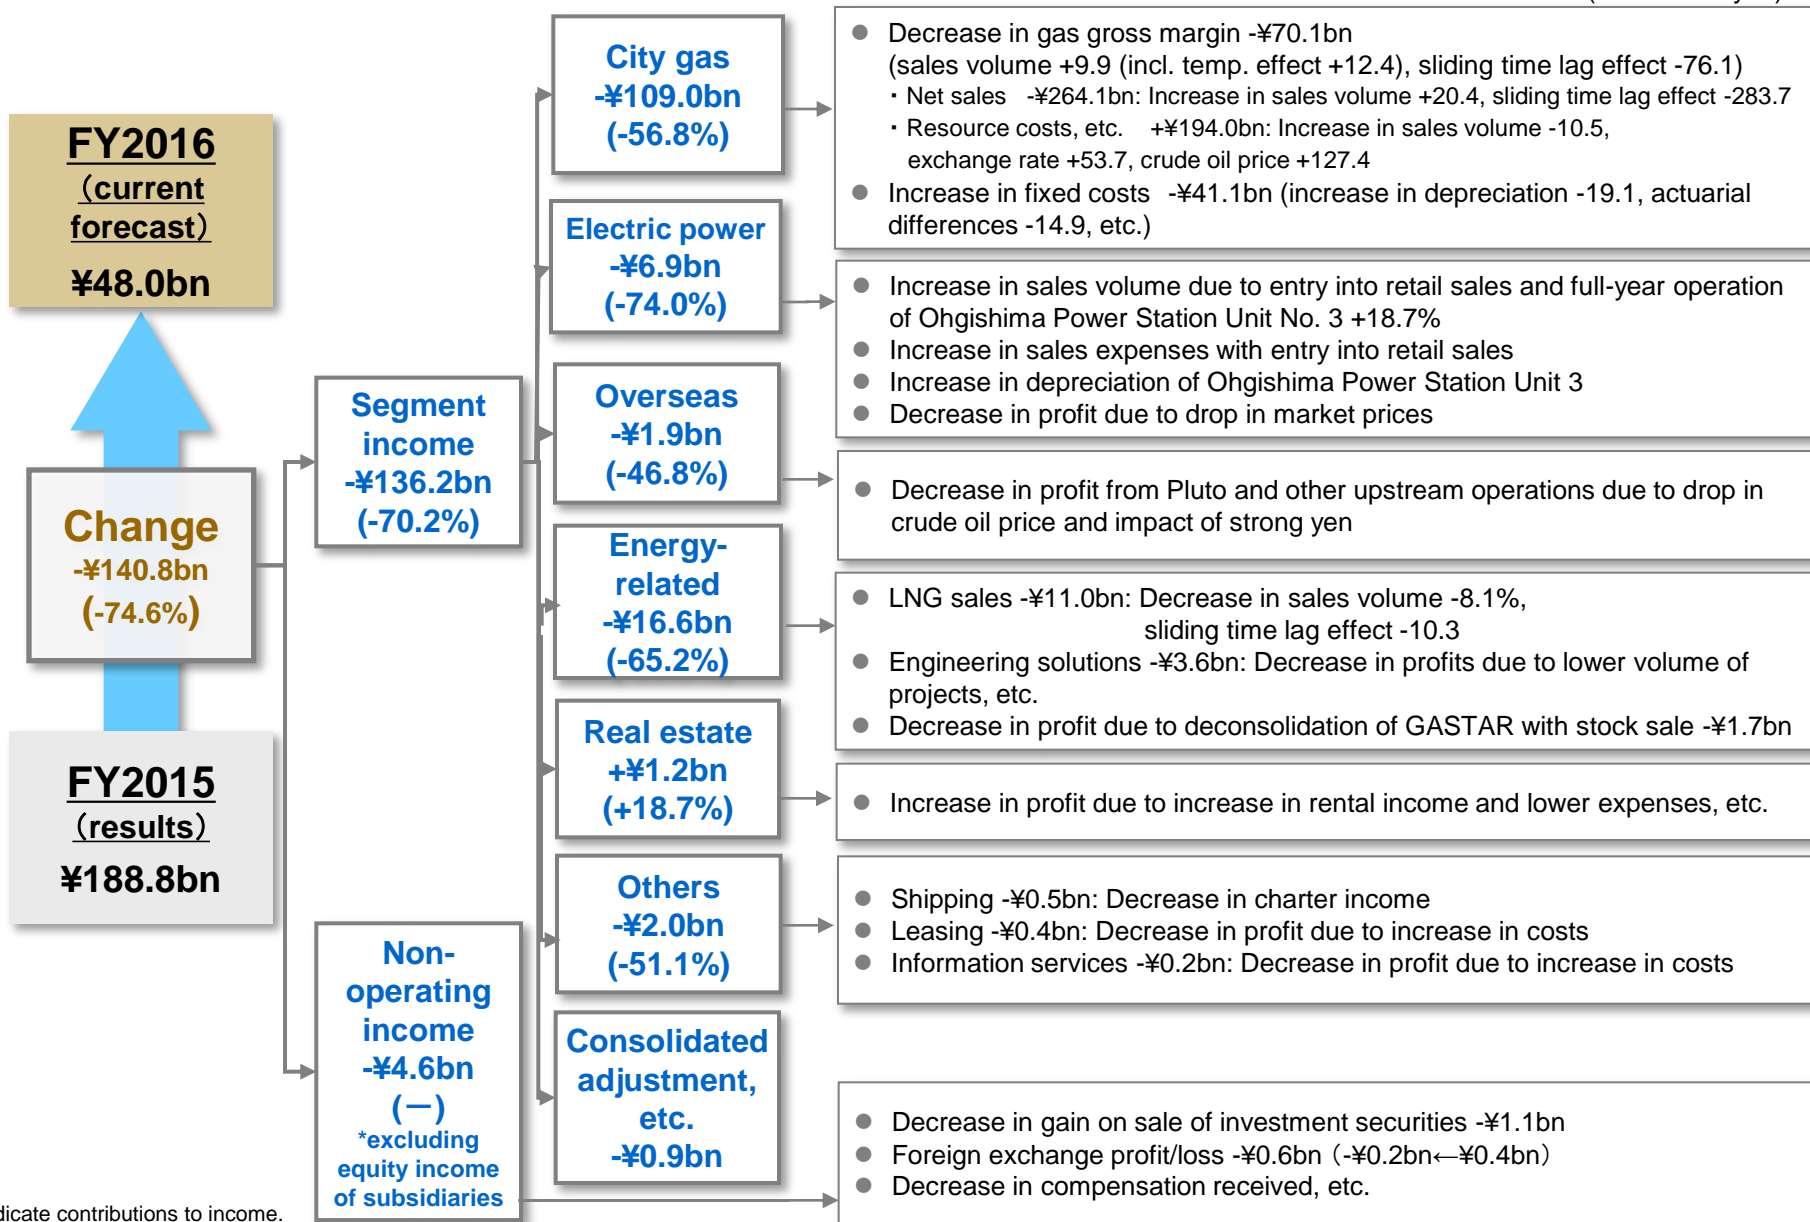 FY2016
（current
forecast）
¥48.0bn
Change
-¥140.8bn
(-74.6%)
FY2015
（results）
¥188.8bn
Segment
income
-¥136.2bn
(-70.2%)
Non-
operating
income
-¥4.6bn
(－)
*excluding
equity income
of subsidiaries
City gas
-¥109.0bn
(-56.8%)
Electric power
-¥6.9bn
(-74.0%)
Overseas
-¥1.9bn
(-46.8%)
Energy-
related
-¥16.6bn
(-65.2%)
Real estate
+¥1.2bn
(+18.7%)
Others
-¥2.0bn
(-51.1%)
Consolidated
adjustment,
etc.
-¥0.9bn
● Decrease in gas gross margin -¥70.1bn
(sales volume +9.9 (incl. temp. effect +12.4), sliding time lag effect -76.1)
・Net sales -¥264.1bn: Increase in sales volume +20.4, sliding time lag effect -283.7
・Resource costs, etc. +¥194.0bn: Increase in sales volume -10.5,
exchange rate +53.7, crude oil price +127.4
● Increase in fixed costs -¥41.1bn (increase in depreciation -19.1, actuarial
differences -14.9, etc.)
● Increase in sales volume due to entry into retail sales and full-year operation
of Ohgishima Power Station Unit No. 3 +18.7%
● Increase in sales expenses with entry into retail sales
● Increase in depreciation of Ohgishima Power Station Unit 3
● Decrease in profit due to drop in market prices
● Decrease in profit from Pluto and other upstream operations due to drop in
crude oil price and impact of strong yen
● LNG sales -¥11.0bn: Decrease in sales volume -8.1%,
sliding time lag effect -10.3
● Engineering solutions -¥3.6bn: Decrease in profits due to lower volume of
projects, etc.
● Decrease in profit due to deconsolidation of GASTAR with stock sale -¥1.7bn
● Increase in profit due to increase in rental income and lower expenses, etc.
● Shipping -¥0.5bn: Decrease in charter income
● Leasing -¥0.4bn: Decrease in profit due to increase in costs
● Information services -¥0.2bn: Decrease in profit due to increase in costs
● Decrease in gain on sale of investment securities -¥1.1bn
● Foreign exchange profit/loss -¥0.6bn（-¥0.2bn←¥0.4bn）
● Decrease in compensation received, etc.
dicate contributions to income.